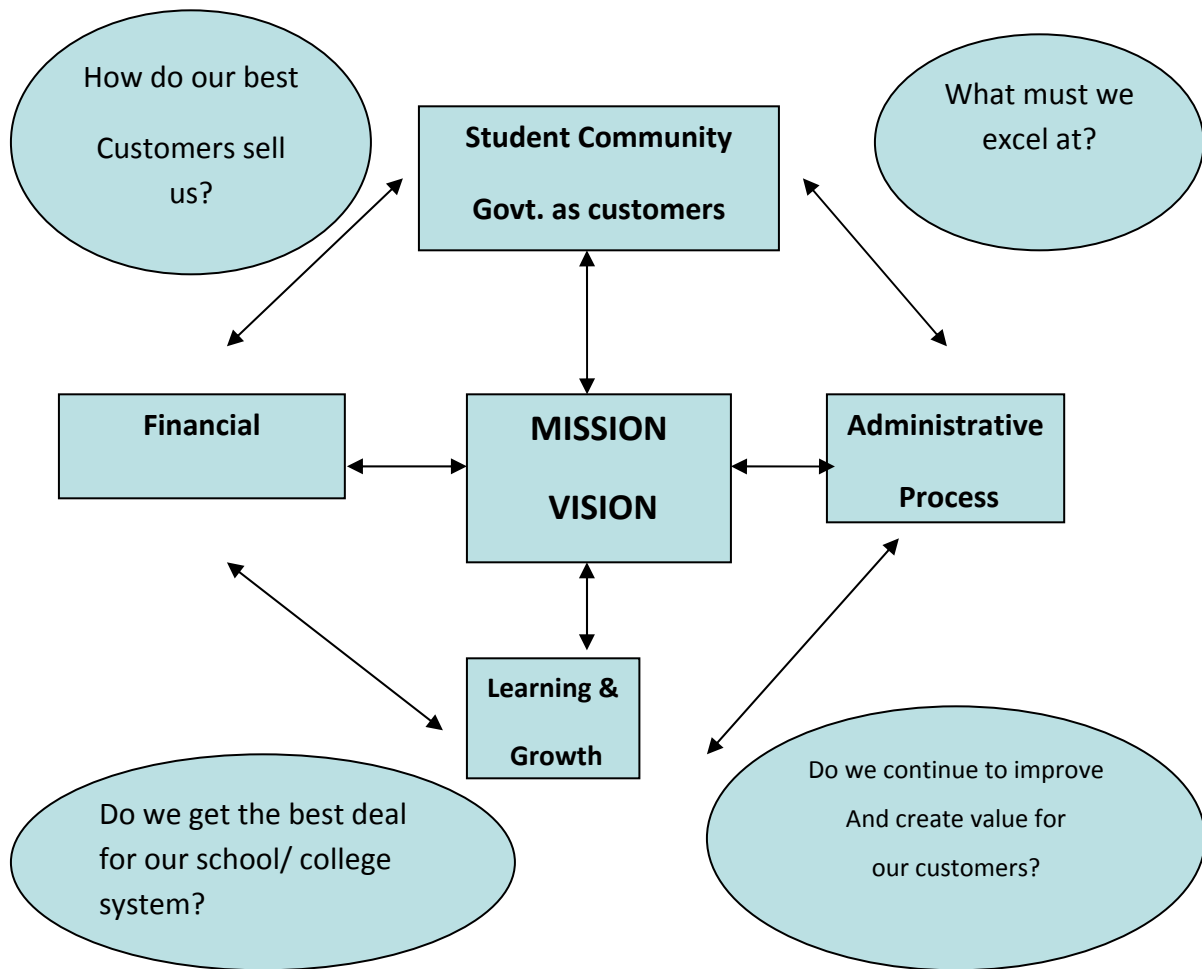 How do our best
Customers sell
us?
Student Community
Govt. as customers
What must we
excel at?
Financial
MISSION
VISION
Administrative
Process
Learning &
Growth
Do we get the best deal
for our school/ college
system?
Do we continue to improve
And create value for
our customers?